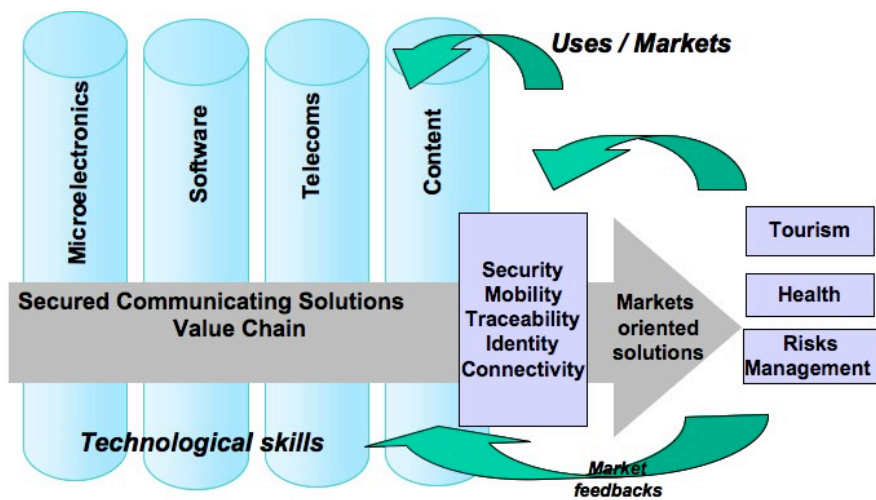 Uses / Markets
Microelectronics
Software
Telecoms
Content
Secured Communicating Solutions
Value Chain
Security
Mobility
Traceability
Identity
Connectivity
Markets
oriented
solutions
Tourism
Health
Risks
Management
Technological skills
Market
feedbacks